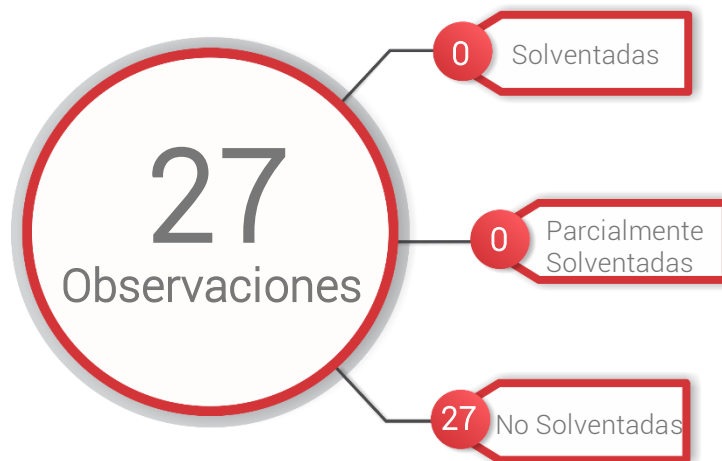 27
Observaciones
0
Solventadas
0
Parcialmente
Solventadas
27
No Solventadas